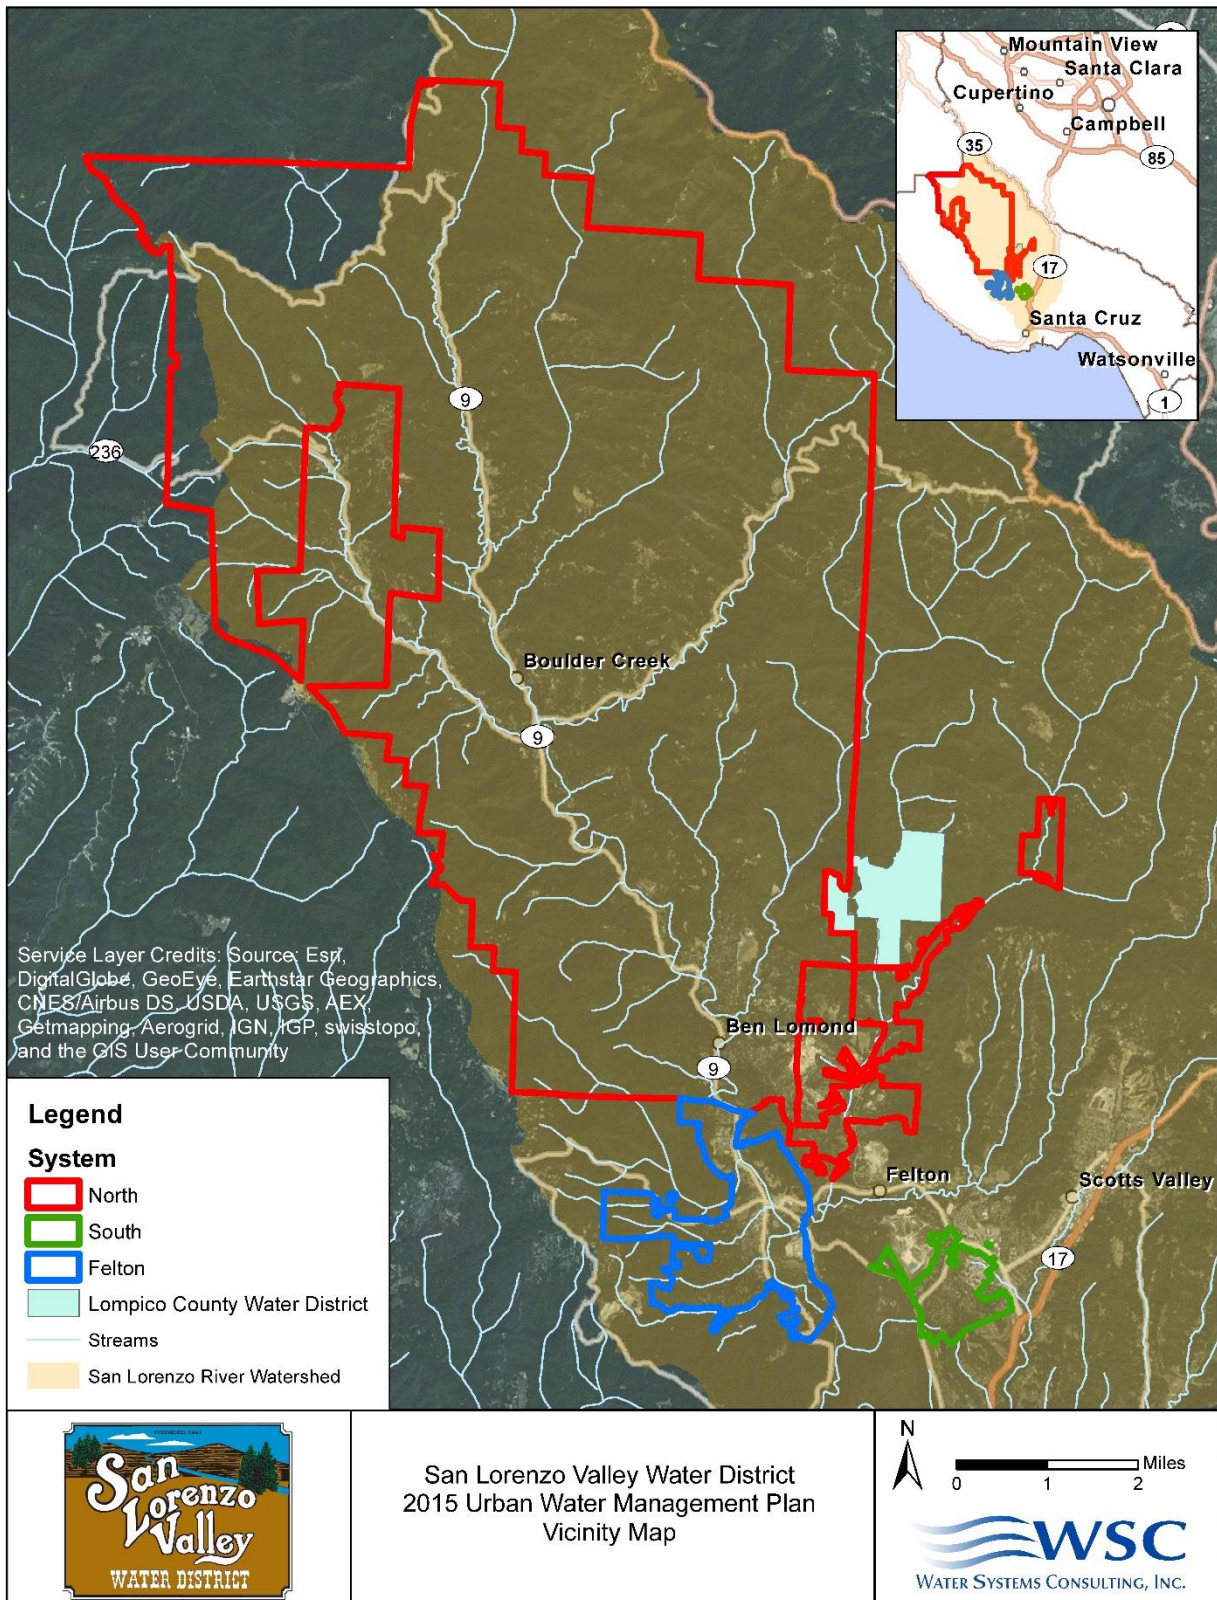 Mountain View
Santa Clara
Cupertino
Campbell
35
85
17
Santa Cruz
Watsonville
1
9
236
Boulder Creek
9
Service Layer Credits: Source: Esri,
DigitalGlobe, GeoEye, Earthstar Geographics,
CNES/Airbus DS, USDA, USGS, AEX,
Getmapping, Aerogrid, IGN, IGP, swisstopo,
and the GIS User Community
Ben Lomond
9
Felton
Scotts Valley
17
Legend
System
North
South
Felton
Lompico County Water District
Streams
San Lorenzo River Watershed
FOUNDED 1941
San
Lorenzo
Valley
WATER DISTRICT
San Lorenzo Valley Water District
2015 Urban Water Management Plan
Vicinity Map
N
0 1 2 Miles
WSC
WATER SYSTEMS CONSULTING, INC.